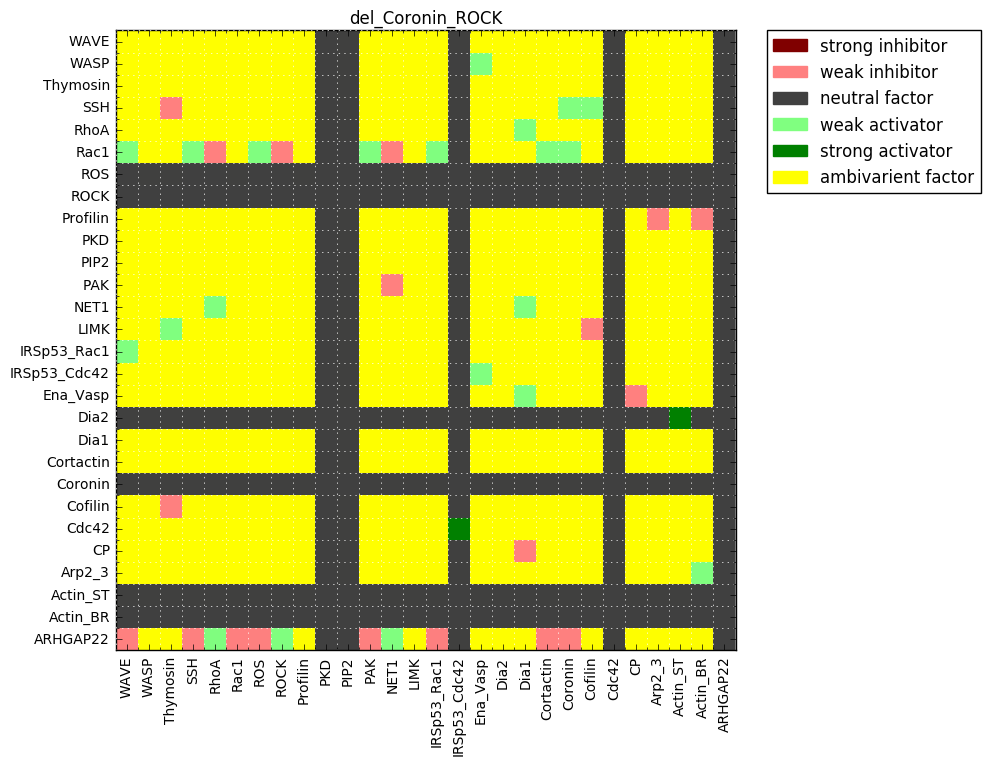 del_Coronin_ROCK
WAVE
WASP
Thymosin
SSH
RhoA
Rac1
ROS
ROCK
Profilin
PKD
PIP2
PAK
NET1
LIMK
IRSp53_Rac1
IRSp53_Cdc42
Ena_Vasp
Dia2
Dia1
Cortactin
Coronin
Cofilin
Cdc42
CP
Arp2_3
Actin_ST
Actin_BR
ARHGAP22
WAVE
WASP
Thymosin
SSH
RhoA
Rac1
ROS
ROCK
Profilin
PKD
PIP2
PAK
NET1
LIMK
IRSp53_Rac1
IRSp53_Cdc42
Ena_Vasp
Dia2
Dia1
Cortactin
Coronin
Cofilin
Cdc42
CP
Arp2_3
Actin_ST
Actin_BR
ARHGAP22
strong inhibitor
weak inhibitor
neutral factor
weak activator
strong activator
ambivarient factor